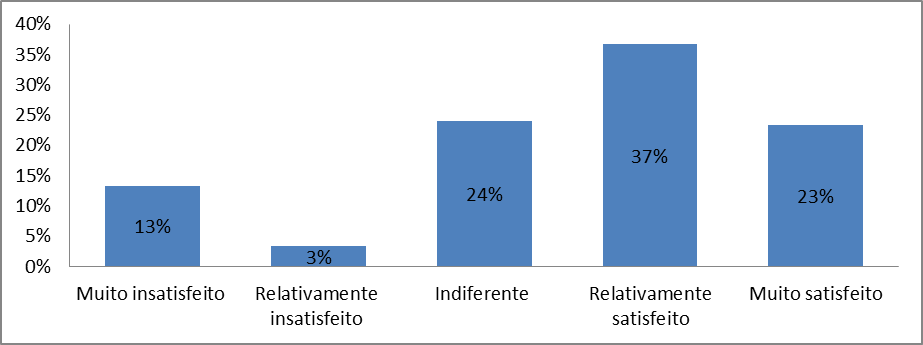 40%
35%
30%
25%
20%
15%
10%
5%
0%
13%
3%
24%
37%
23%
Muito insatisfeito
Relativamente
insatisfeito
Indiferente
Relativamente
satisfeito
Muito satisfeito